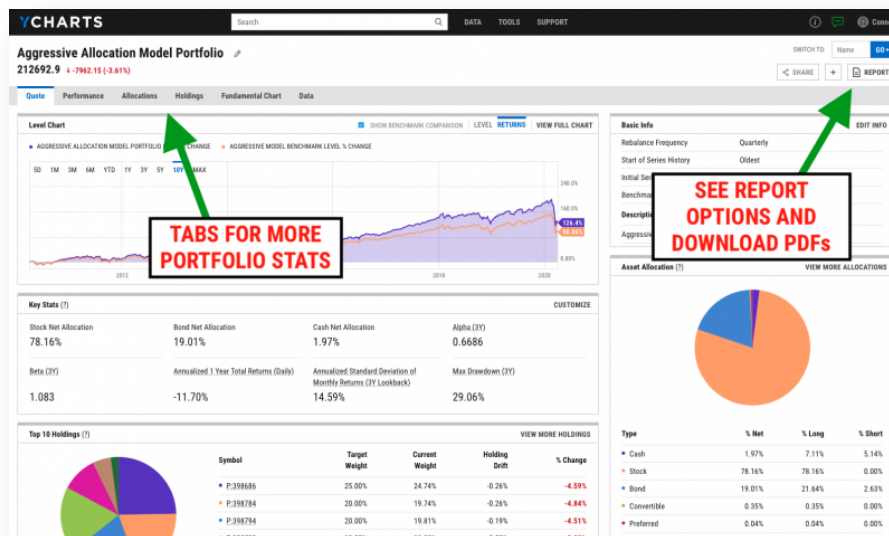 YCHARTS
Search
DATA TOOLS SUPPORT
Aggressive Allocation Model Portfolio
212692.9 -7962.15 (-3.61%)
SWITCH TO: Name GO
SHARE + REPORT
Quote Performance Allocations Holdings Fundamental Chart Data
Level Chart
SHOW BENCHMARK COMPARISON LEVEL RETURNS VIEW FULL CHART
AGGRESSIVE ALLOCATION MODEL PORTFOLIO CHANGE AGGRESSIVE MODEL BENCHMARK LEVEL % CHANGE
5D 1M 3M 6M YTD 1Y 3Y 5Y 10Y MAX
240.0%
160.0%
126.4%
0.00%
2012 2018 2020
TABS FOR MORE
PORTFOLIO STATS
Basic Info EDIT INFO
Rebalance Frequency Quarterly
Start of Series History Oldest
Initial
SEE REPORT
OPTIONS AND
DOWNLOAD PDFs
Key Stats (?) CUSTOMIZE
Stock Net Allocation Bond Net Allocation Cash Net Allocation Alpha (3Y)
78.16% 19.01% 1.97% 0.6686
Beta (3Y) Annualized 1 Year Total Returns (Daily) Annualized Standard Deviation of Max Drawdown (3Y)
Monthly Returns (3Y Lookback)
1.083 -11.70% 14.59% 29.06%
Asset Allocation (?) VIEW MORE ALLOCATIONS
Type % Net % Long % Short
Cash 1.97% 7.11% 5.14%
Stock 78.16% 78.16% 0.00%
Bond 19.01% 21.64% 2.63%
Convertible 0.35% 0.35% 0.00%
Preferred 0.04% 0.04% 0.00%
Top 10 Holdings (?) VIEW MORE HOLDINGS
Symbol Target Current Holding % Change
Weight Weight Drift
P:398686 25.00% 24.74% -0.26% -4.59%
P:398784 20.00% 19.74% -0.26% -4.84%
P:398794 20.00% 19.81% -0.19% -4.51%